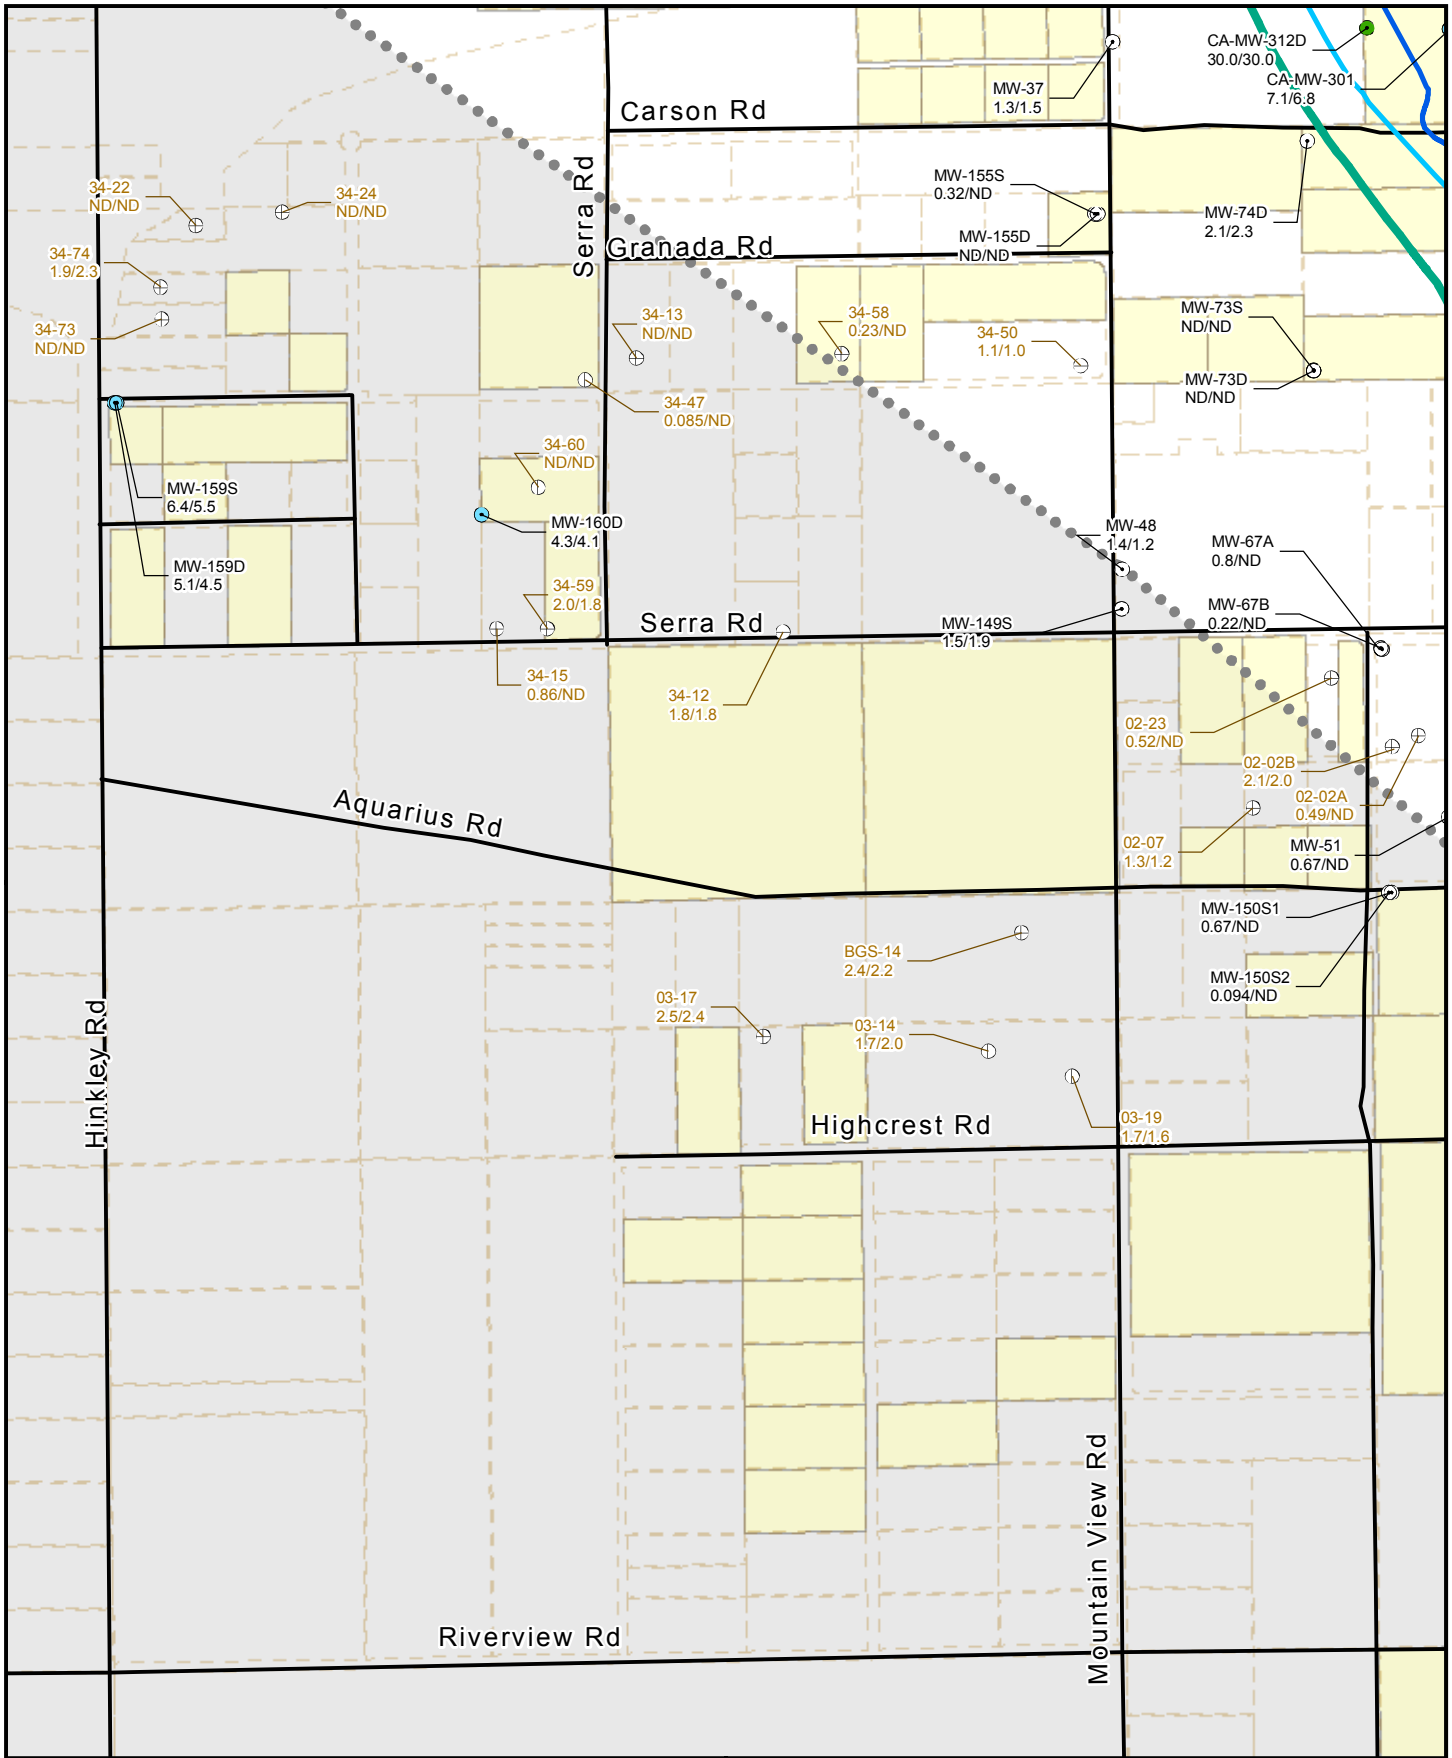 CA-MW-312D
30.0/30.0
CA-MW-301
7.1/6.8
MW-37
1.3/1.5
Carson Rd
Serra Rd
34-22
ND/ND
34-24
ND/ND
MW-155S
0.32/ND
MW-155D
ND/ND
MW-74D
2.1/2.3
Granada Rd
34-74
1.9/2.3
34-73
ND/ND
34-13
ND/ND
34-58
0.23/ND
34-50
1.1/1.0
MW-73S
ND/ND
MW-73D
ND/ND
34-47
0.085/ND
34-60
ND/ND
MW-159S
6.4/5.5
MW-160D
4.3/4.1
MW-159D
5.1/4.5
34-59
2.0/1.8
MW-48
1.4/1.2
MW-67A
0.8/ND
MW-67B
0.22/ND
Serra Rd
MW-149S
1.5/1.9
34-15
0.86/ND
34-12
1.8/1.8
02-23
0.52/ND
02-02B
2.1/2.0
02-02A
0.49/ND
Aquarius Rd
02-07
1.3/1.2
MW-51
0.67/ND
MW-150S1
0.67/ND
MW-150S2
0.094/ND
BGS-14
2.4/2.2
03-17
2.5/2.4
03-14
1.7/2.0
03-19
1.7/1.6
Hinkley Rd
Highcrest Rd
Mountain View Rd
Riverview Rd